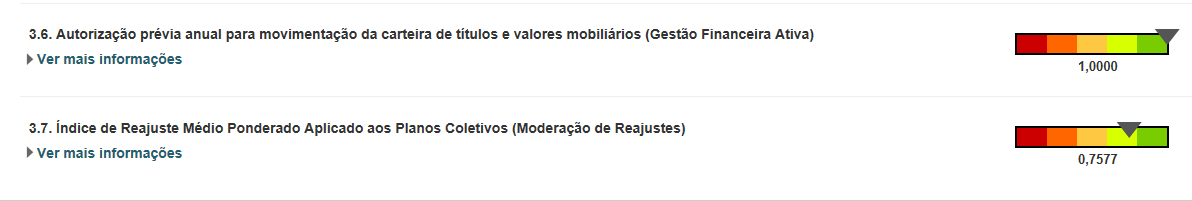 3.6. Autorização prévia anual para movimentação da carteira de títulos e valores mobiliários (Gestão Financeira Ativa)
Ver mais informações
1,0000
3.7. Índice de Reajuste Médio Ponderado Aplicado aos Planos Coletivos (Moderação de Reajustes)
Ver mais informações
0,7577